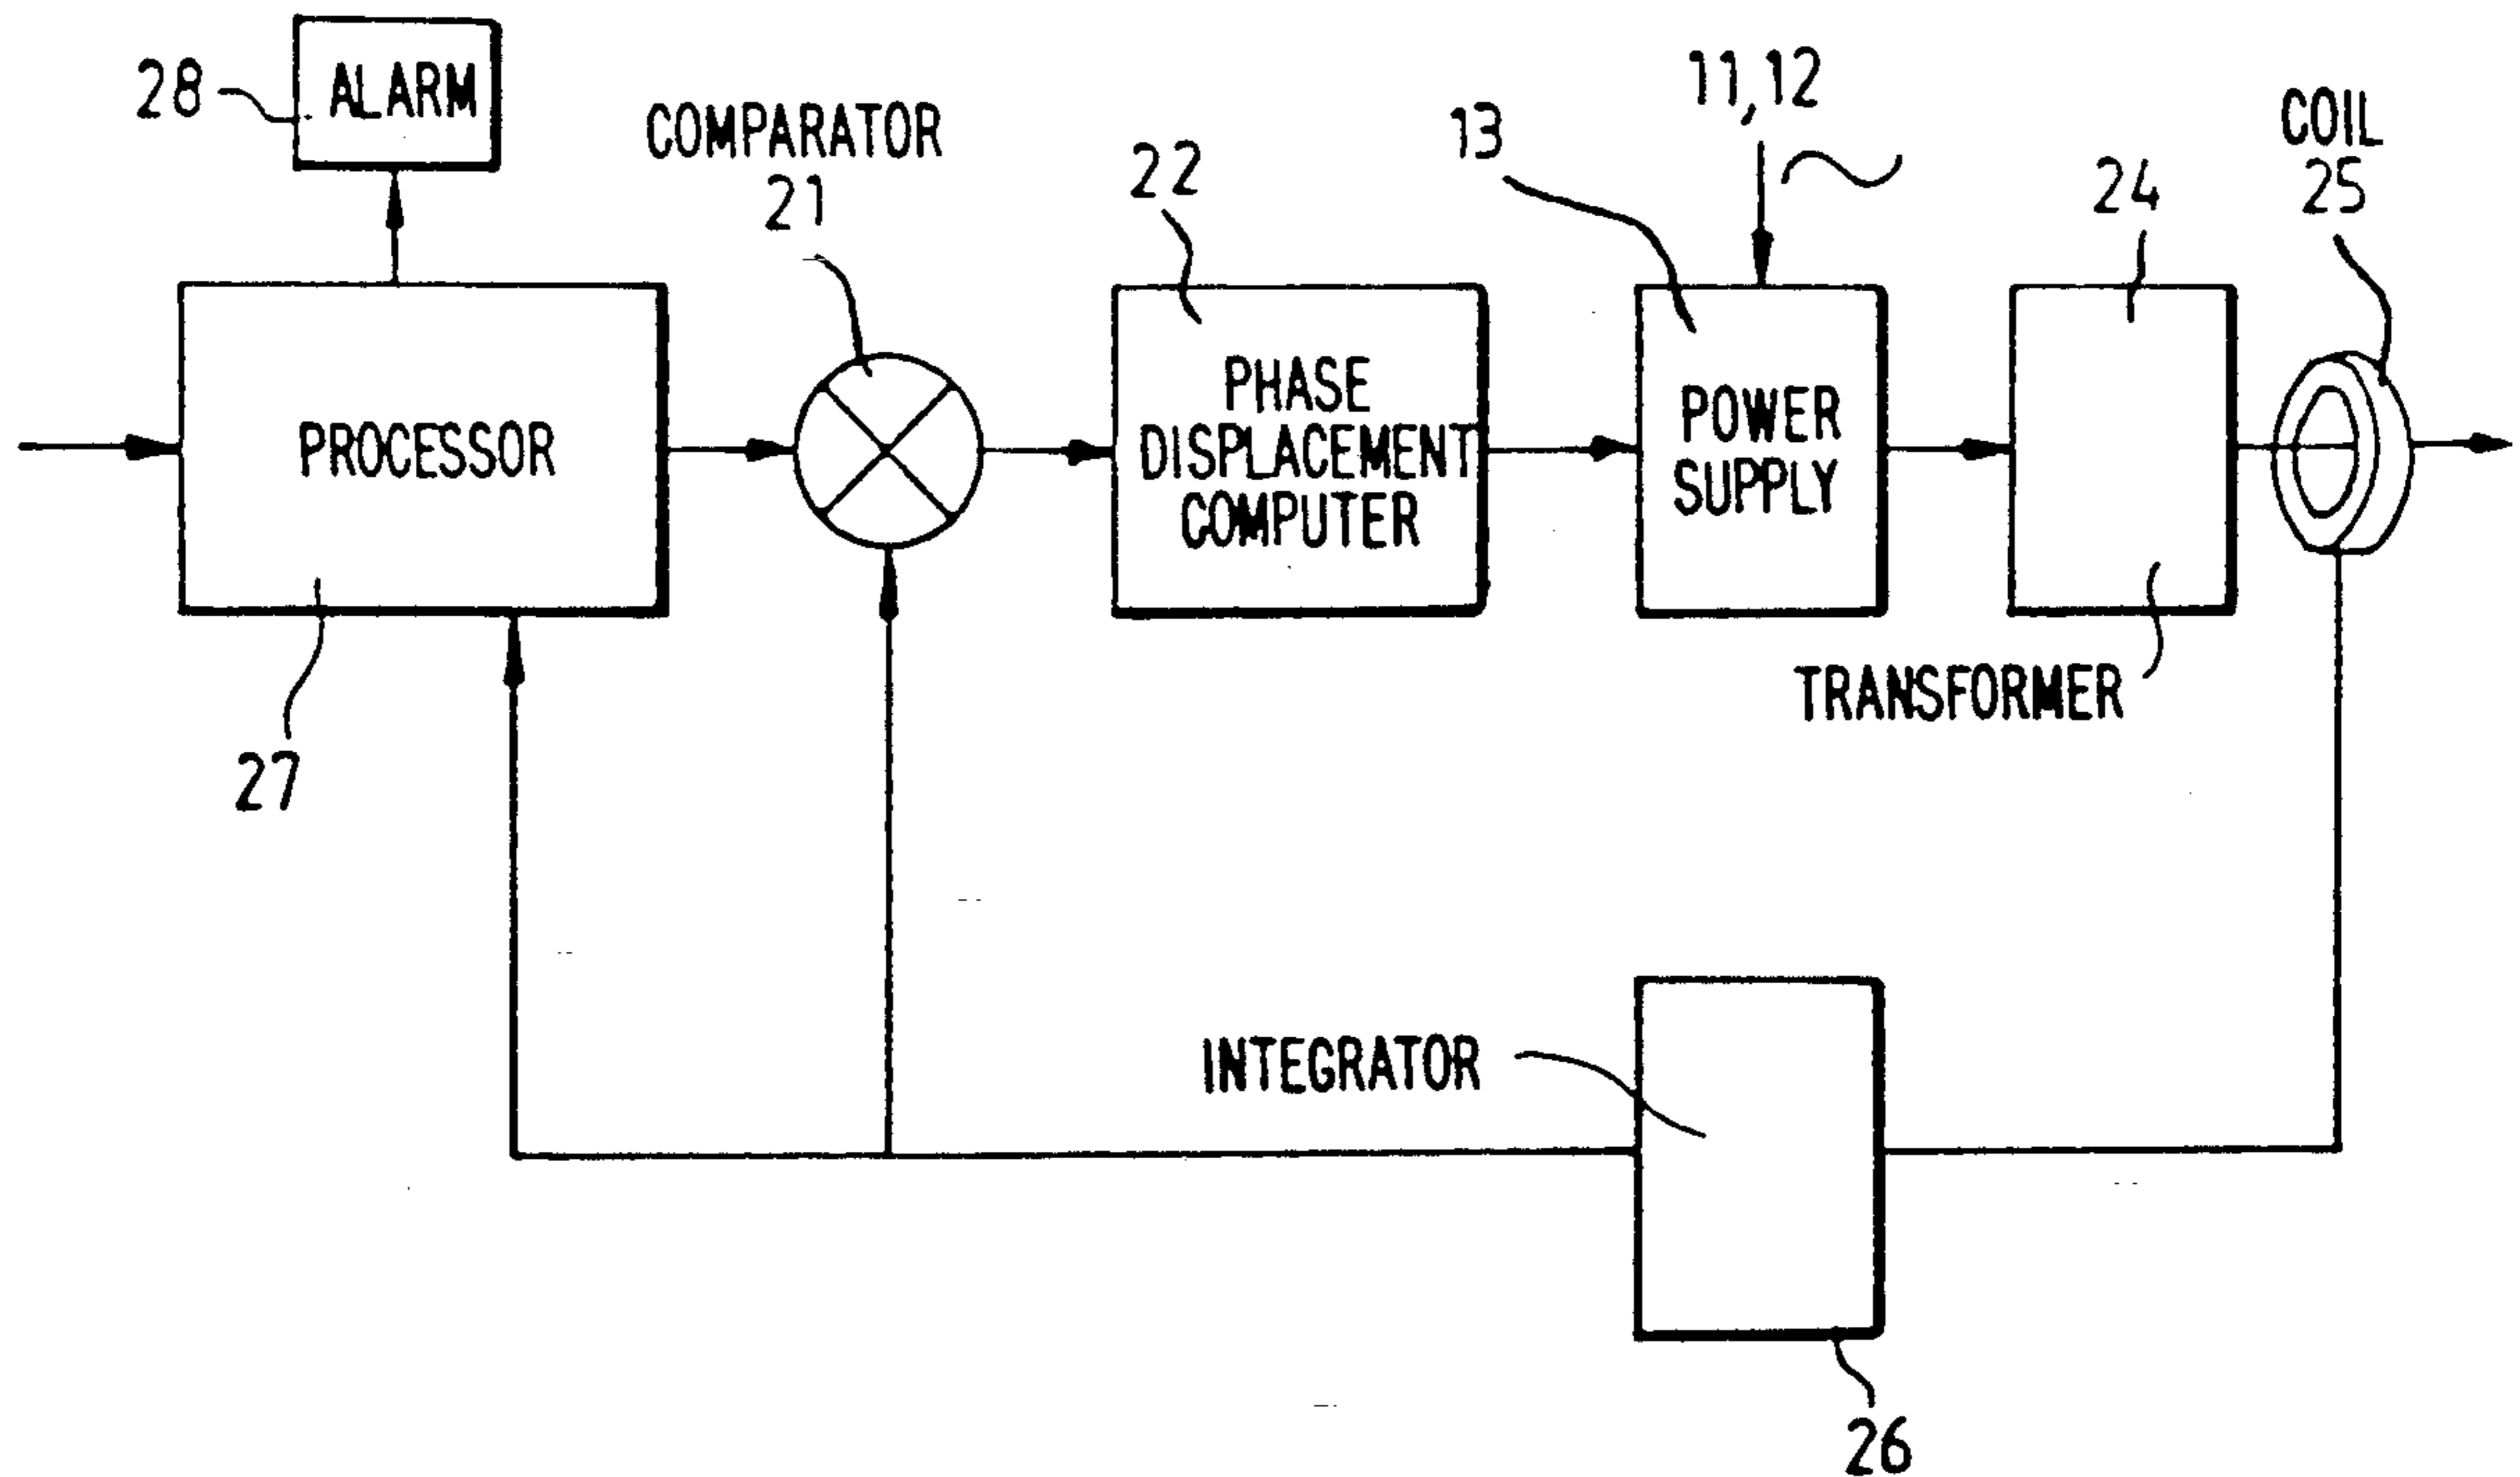 28
ALARM
COMPARATOR
21
22
13
11,12
24
COIL
25
PROCESSOR
PHASE
DISPLACEMENT
COMPUTER
POWER
SUPPLY
TRANSFORMER
27
INTEGRATOR
26